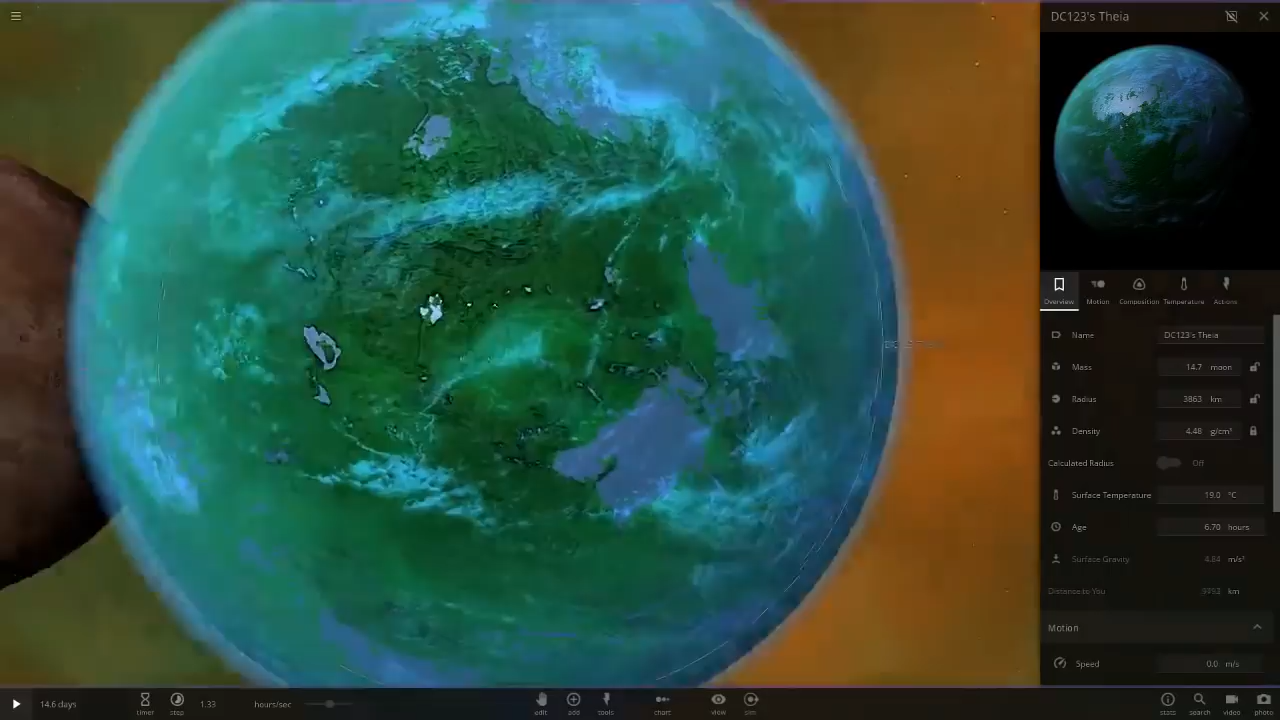 DC123's Theia
Overview
Motion
Composition
Temperature
Actions
Name DC123's Theia
Mass 14.7 moon
Radius 3863 km
Density 4.48 g/cm³
Calculated Radius Off
Surface Temperature 19.0 °C
Age 6.70 hours
Surface Gravity 4.84 m/s²
Distance to You km
Motion
Speed 0.0 m/s
14.6 days
timer
step
1.33 hours/sec
edit
add
tools
chart
view
sim
stats
search
video
photo